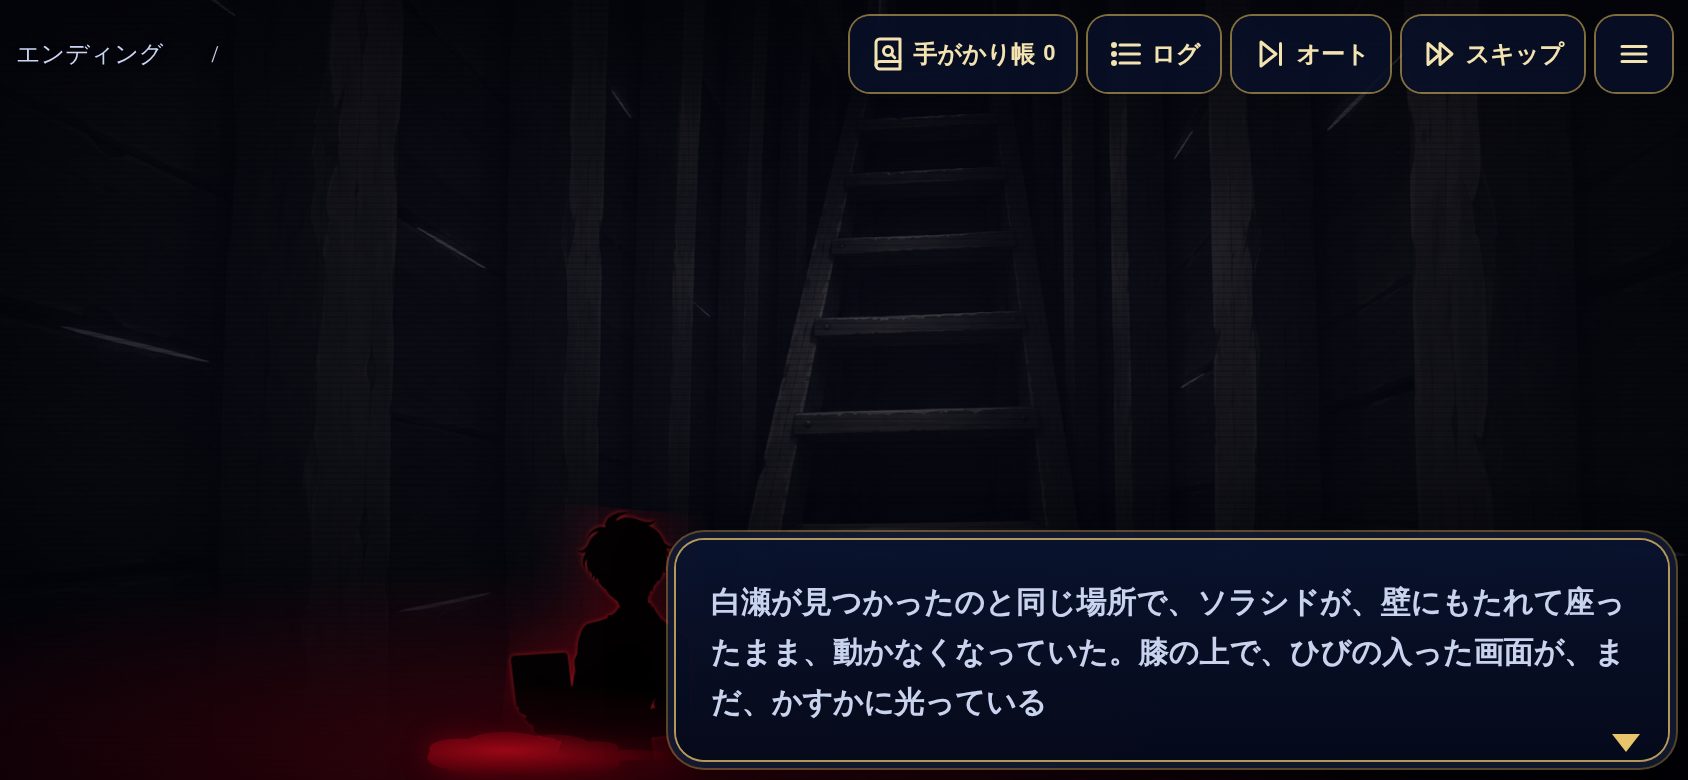 エンディング /
手がかり帳 0
ログ
オート
スキップ
白瀬が見つかったのと同じ場所で、ソラシドが、壁にもたれて座っ
たまま、動かなくなっていた。膝の上で、ひびの入った画面が、ま
だ、かすかに光っている